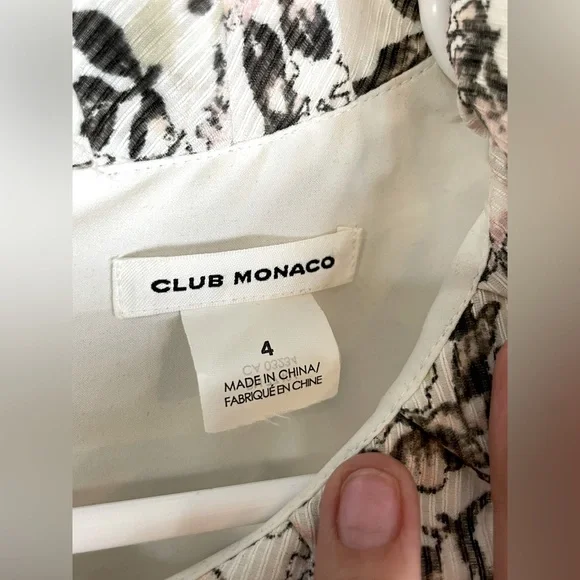 CLUB MONACO
4
MADE IN CHINA/
FABRIQUÉ EN CHINE